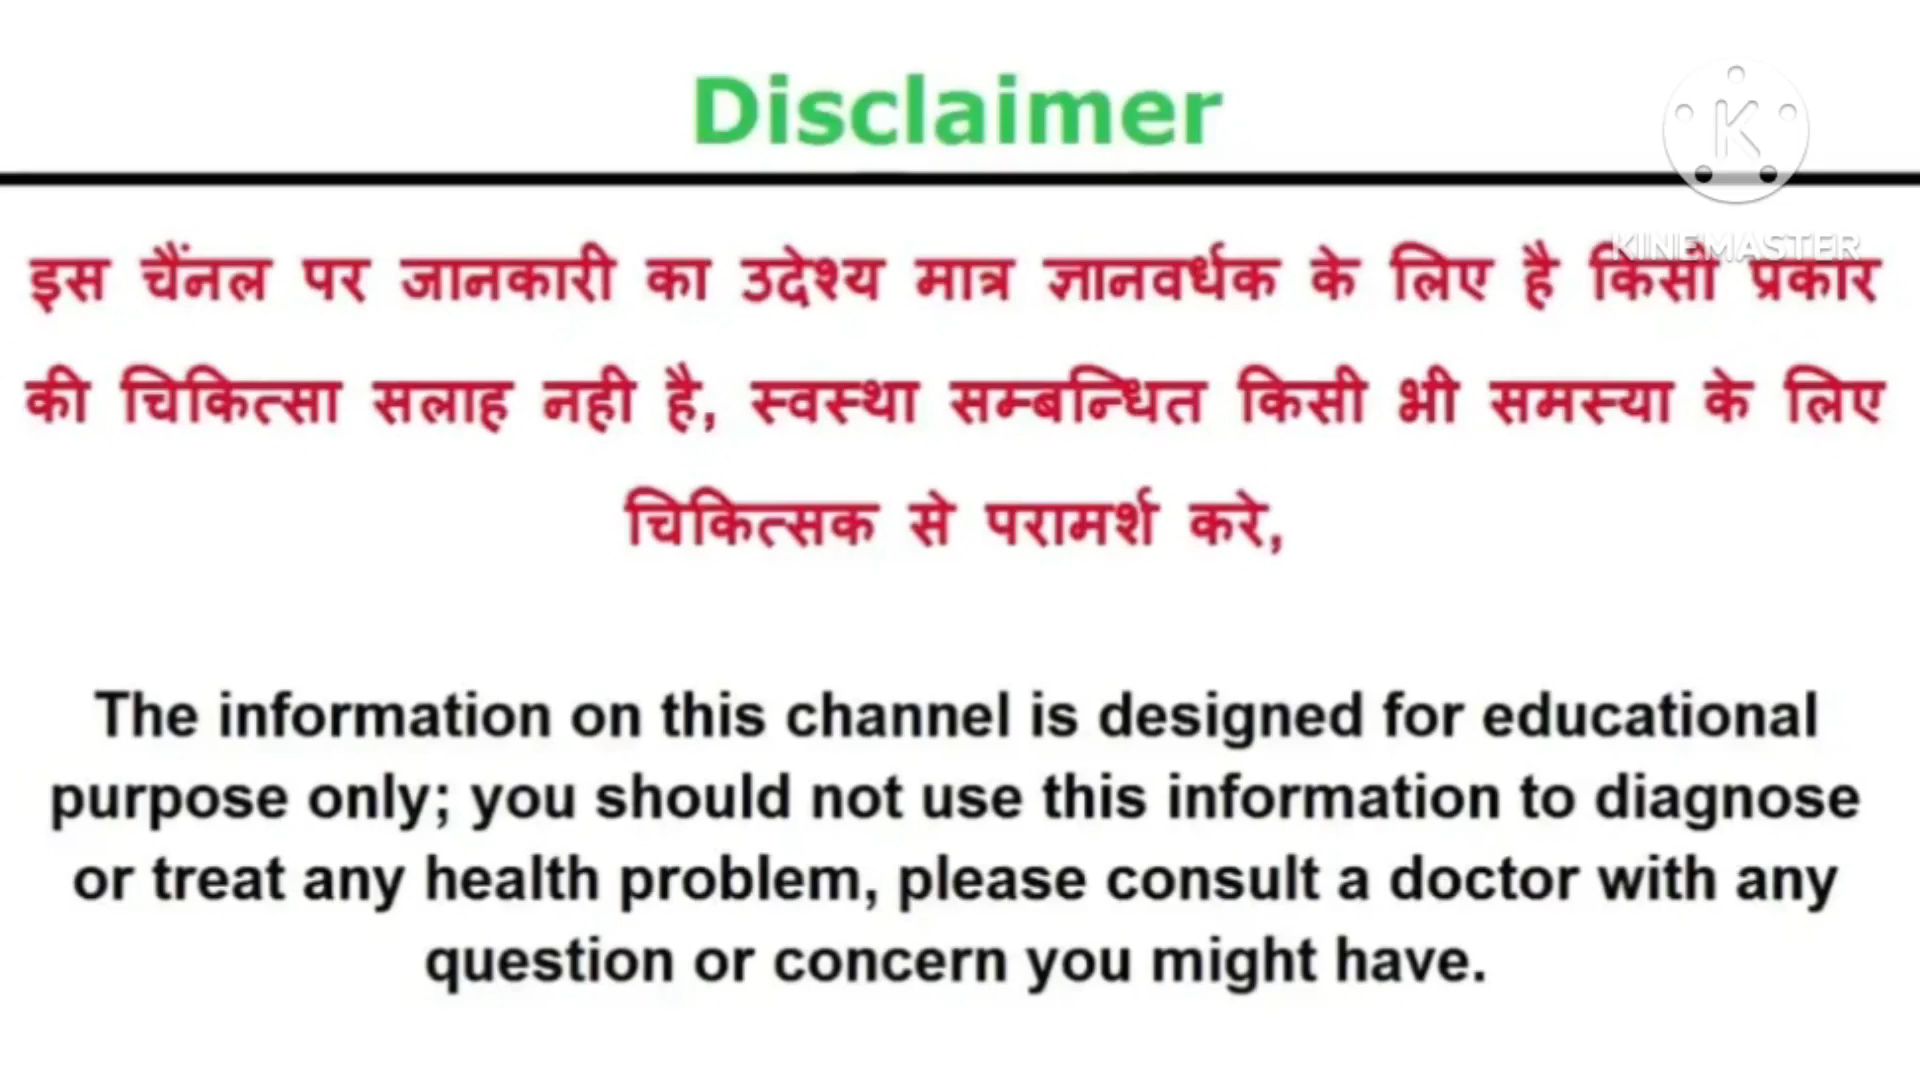 Disclaimer
K
KINEMASTER
इस चैंनल पर जानकारी का उदेश्य मात्र ज्ञानवर्धक के लिए है किसी प्रकार
की चिकित्सा सलाह नही है, स्वस्था सम्बन्धित किसी भी समस्या के लिए
चिकित्सक से परामर्श करे,
The information on this channel is designed for educational
purpose only; you should not use this information to diagnose
or treat any health problem, please consult a doctor with any
question or concern you might have.